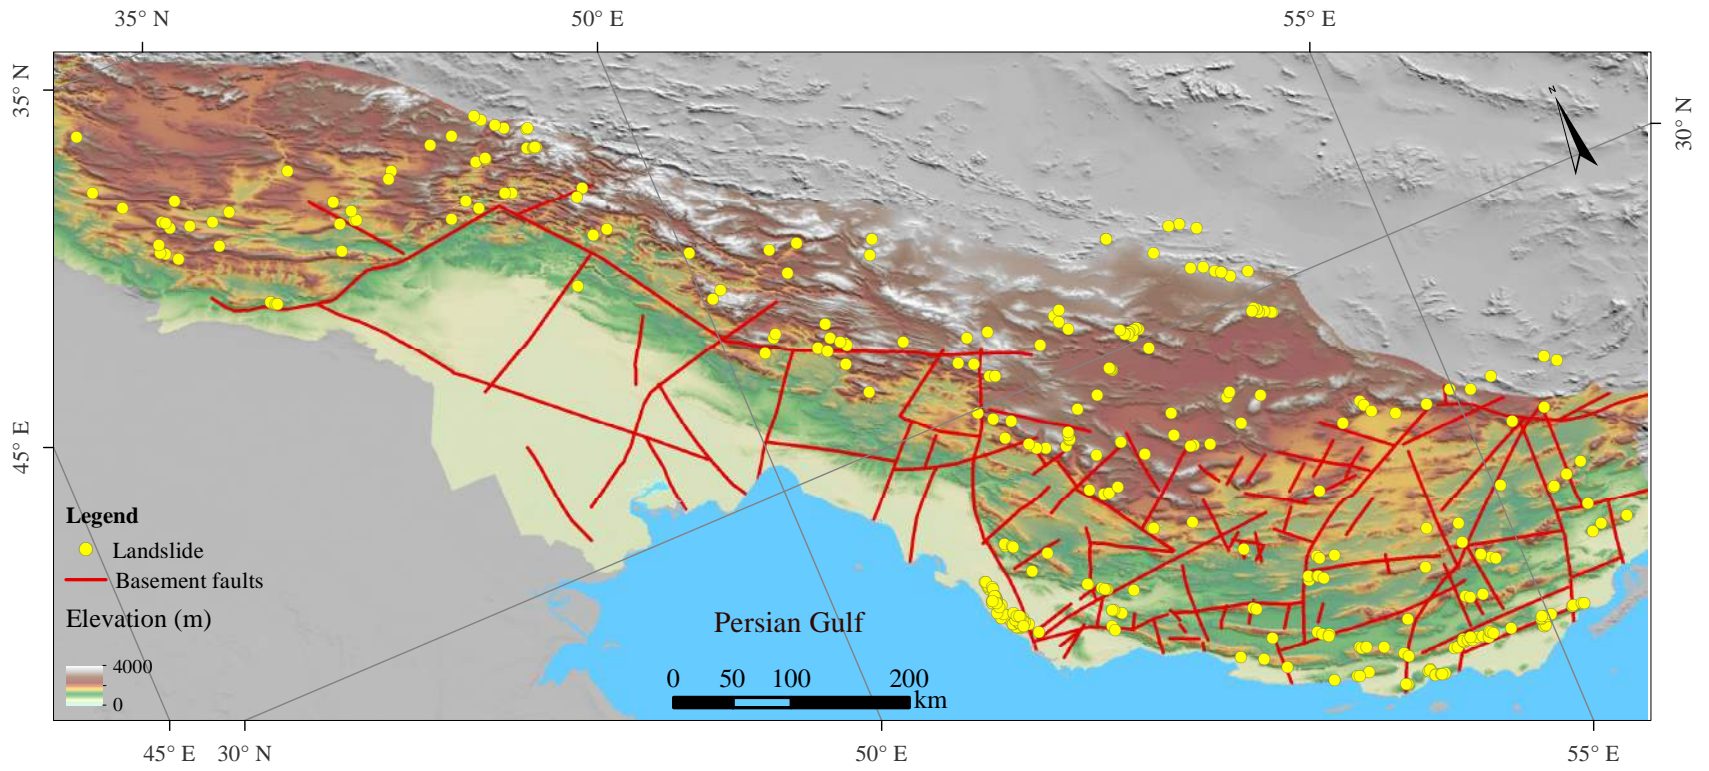 35° N
50° E
55° E
35° N
30° N
N
45° E
Legend
Landslide
Basement faults
Elevation (m)
4000
0
Persian Gulf
0 50 100 200
km
45° E 30° N 50° E 55° E